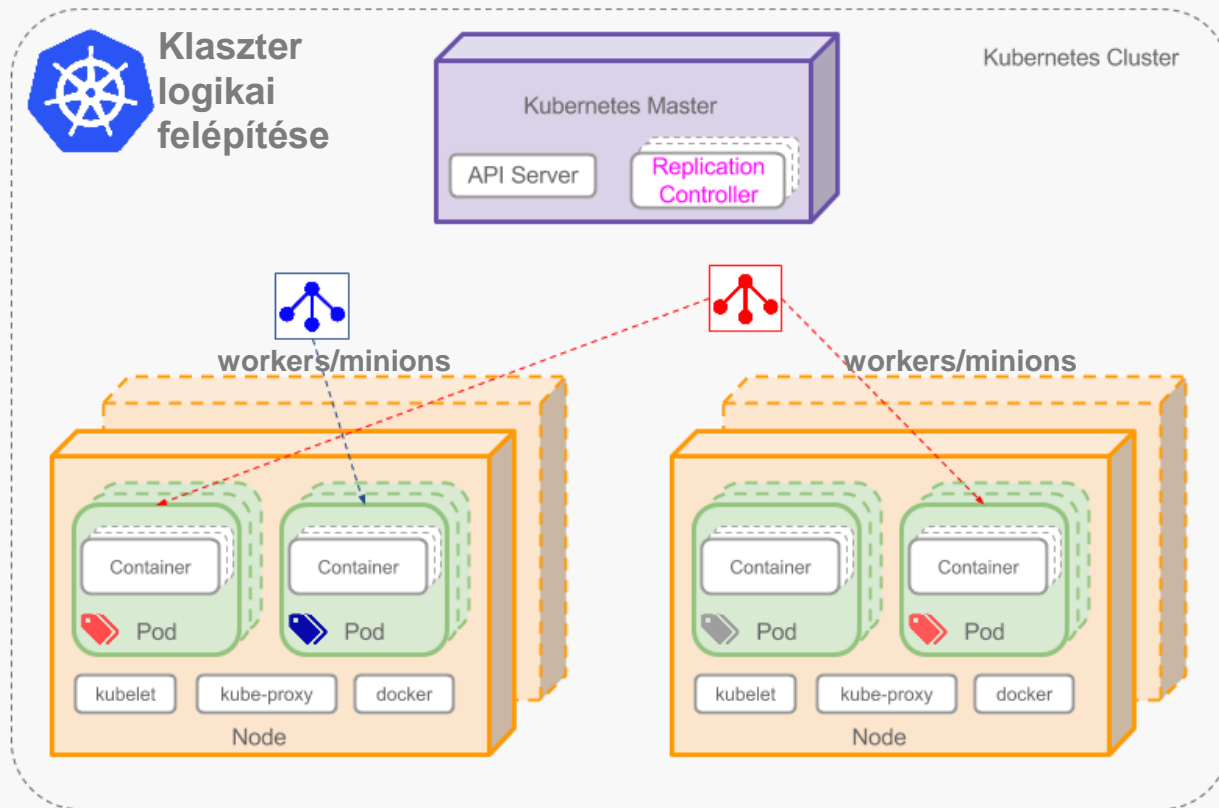 Klaszter
logikai
felépítése
Kubernetes Cluster
Kubernetes Master
API Server
Replication
Controller
workers/minions
workers/minions
Container
Container
Pod
Pod
kubelet
kube-proxy
docker
Node
Container
Container
Pod
Pod
kubelet
kube-proxy
docker
Node